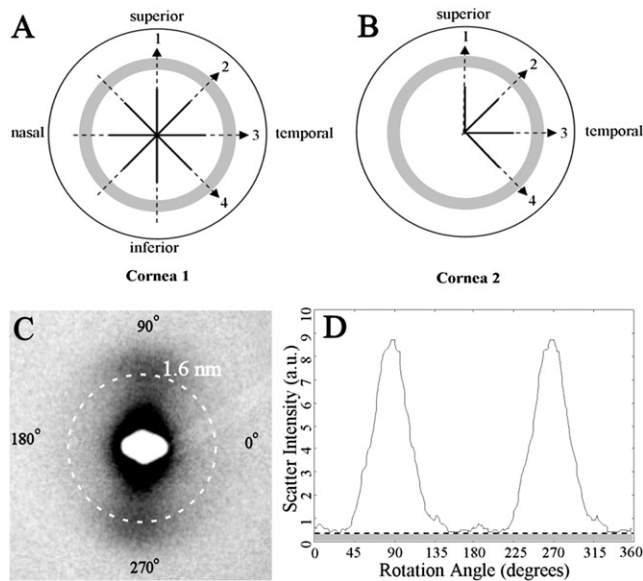 A
superior
1
2
nasal
3
temporal
4
inferior
Cornea 1
B
superior
1
2
3
temporal
4
Cornea 2
C
90°
1.6 nm
180°
0°
270°
D
Scatter Intensity (a.u.)
10
9
8
7
6
5
4
3
2
1
0
0 45 90 135 180 225 270 315 360
Rotation Angle (degrees)